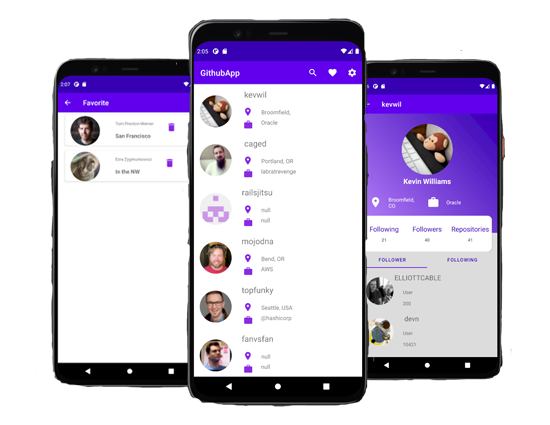 2:07
Favorite
Tom Preston-Werner
San Francisco
Ezra Zygmuntowicz
In the NW
2:05
GithubApp
kevwil
Broomfield,
Oracle
caged
Portland, OR
labratrevenge
railsjitsu
null
null
mojodna
Bend, OR
AWS
topfunky
Seattle, USA
@hashicorp
fanvsfan
null
null
kevwil
Kevin Williams
Broomfield,
CO
Oracle
Following
Followers
Repositories
21
40
41
FOLLOWER
FOLLOWING
ELLIOTTCABLE
User
200
devn
User
10421